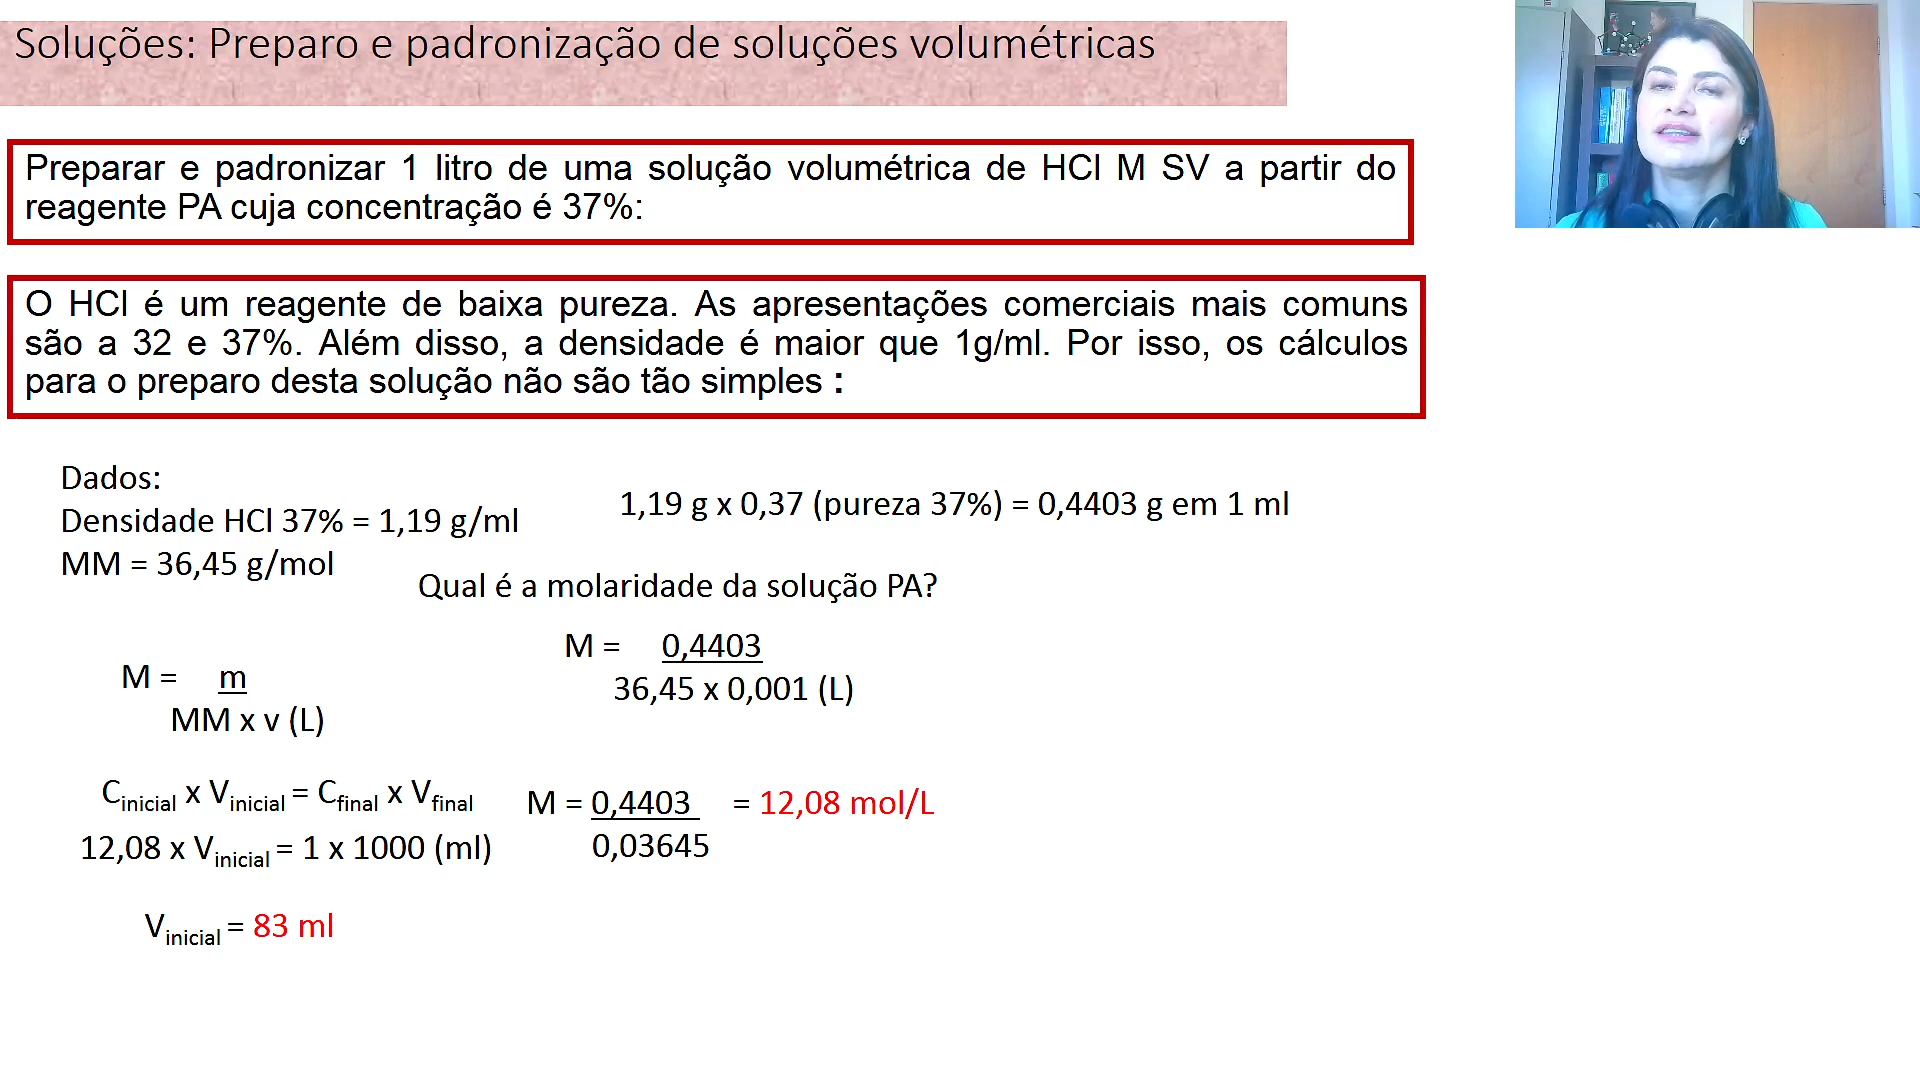 Soluções: Preparo e padronização de soluções volumétricas
Preparar e padronizar 1 litro de uma solução volumétrica de HCl M SV a partir do
reagente PA cuja concentração é 37%:
O HCl é um reagente de baixa pureza. As apresentações comerciais mais comuns
são a 32 e 37%. Além disso, a densidade é maior que 1g/ml. Por isso, os cálculos
para o preparo desta solução não são tão simples :
Dados:
Densidade HCl 37% = 1,19 g/ml
MM = 36,45 g/mol
1,19 g x 0,37 (pureza 37%) = 0,4403 g em 1 ml
Qual é a molaridade da solução PA?
M = m
MM x v (L)
M = 0,4403
36,45 x 0,001 (L)
Cinicial x Vinicial = Cfinal x Vfinal
12,08 x Vinicial = 1 x 1000 (ml)
Vinicial = 83 ml
M = 0,4403 = 12,08 mol/L
0,03645